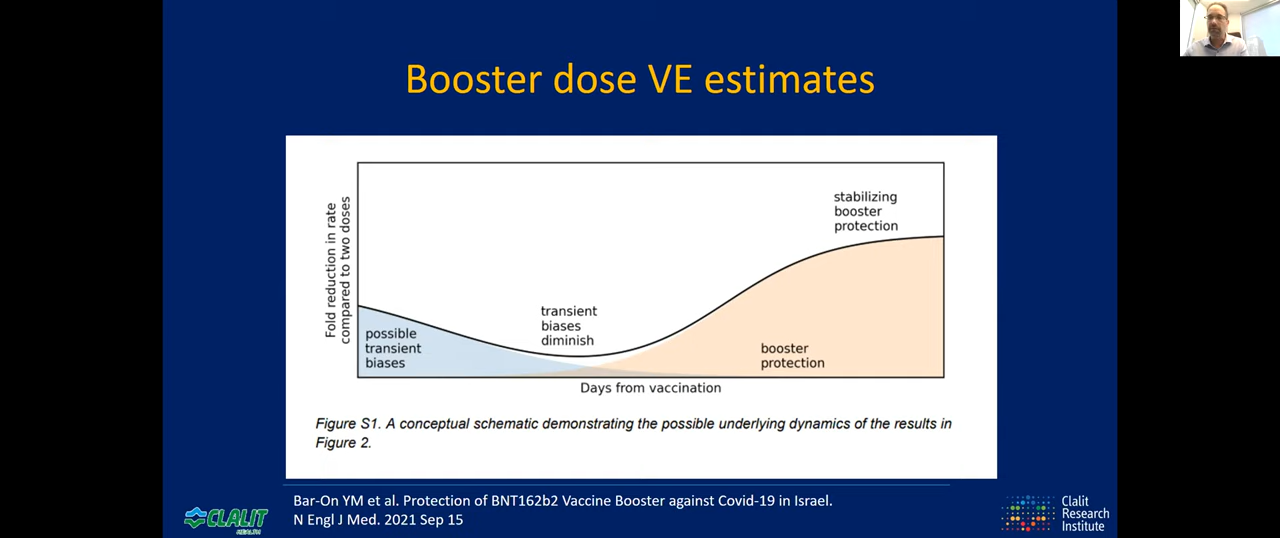 Booster dose VE estimates
Fold reduction in rate
compared to two doses
possible
transient
biases
transient
biases
diminish
stabilizing
booster
protection
booster
protection
Days from vaccination
Figure S1. A conceptual schematic demonstrating the possible underlying dynamics of the results in
Figure 2.
Bar-On YM et al. Protection of BNT162b2 Vaccine Booster against Covid-19 in Israel.
N Engl J Med. 2021 Sep 15
CLALIT
HEALTH
Clalit
Research
Institute